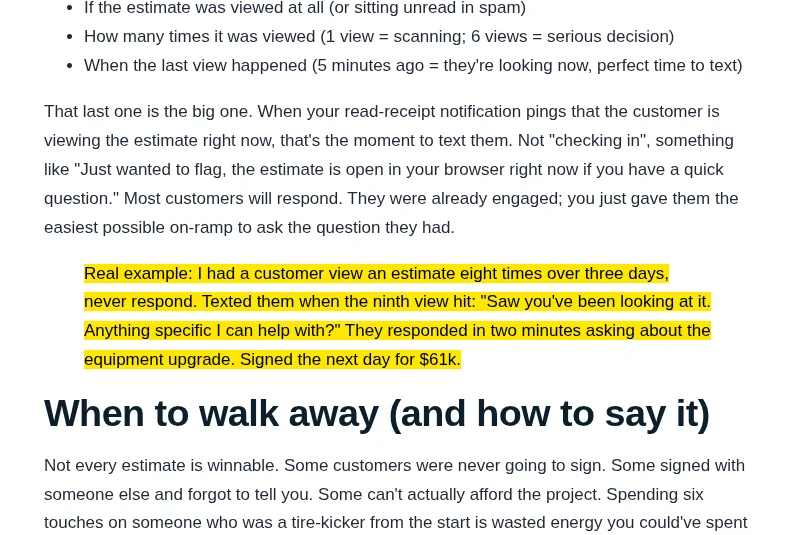 • If the estimate was viewed at all (or sitting unread in spam)
• How many times it was viewed (1 view = scanning; 6 views = serious decision)
• When the last view happened (5 minutes ago = they're looking now, perfect time to text)
That last one is the big one. When your read-receipt notification pings that the customer is
viewing the estimate right now, that's the moment to text them. Not "checking in", something
like "Just wanted to flag, the estimate is open in your browser right now if you have a quick
question." Most customers will respond. They were already engaged; you just gave them the
easiest possible on-ramp to ask the question they had.
Real example: I had a customer view an estimate eight times over three days,
never respond. Texted them when the ninth view hit: "Saw you've been looking at it.
Anything specific I can help with?" They responded in two minutes asking about the
equipment upgrade. Signed the next day for $61k.
When to walk away (and how to say it)
Not every estimate is winnable. Some customers were never going to sign. Some signed with
someone else and forgot to tell you. Some can't actually afford the project. Spending six
touches on someone who was a tire-kicker from the start is wasted energy you could've spent